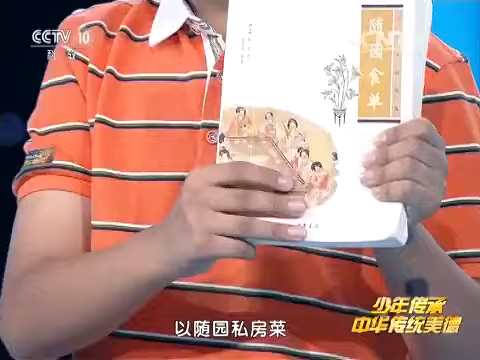 CCTV 10
科教
随园食单
少年传承
中华传统美德
以随园私房菜